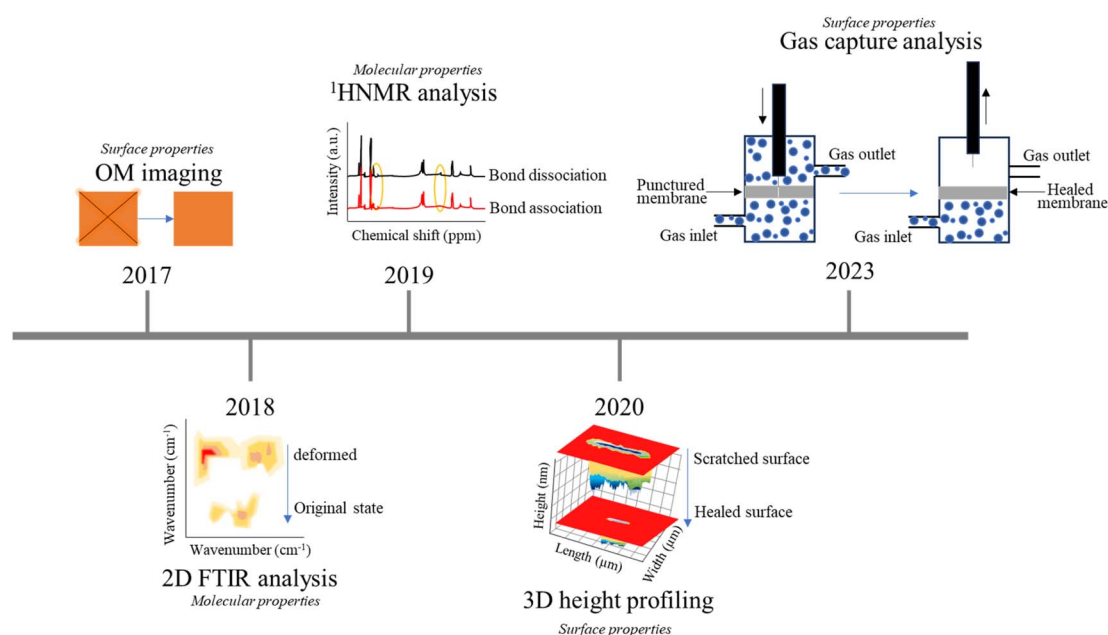 Surface properties
OM imaging
2017
Molecular properties
¹HNMR analysis
Intensity (a.u.)
Bond dissociation
Bond association
Chemical shift (ppm)
2019
Surface properties
Gas capture analysis
Gas outlet
Punctured
membrane
Gas inlet
Gas outlet
Healed
membrane
Gas inlet
2023
2018
Wavenumber (cm⁻¹)
deformed
Original state
Wavenumber (cm⁻¹)
2D FTIR analysis
Molecular properties
2020
Height (nm)
Scratched surface
Healed surface
Length (µm)
Width (µm)
3D height profiling
Surface properties